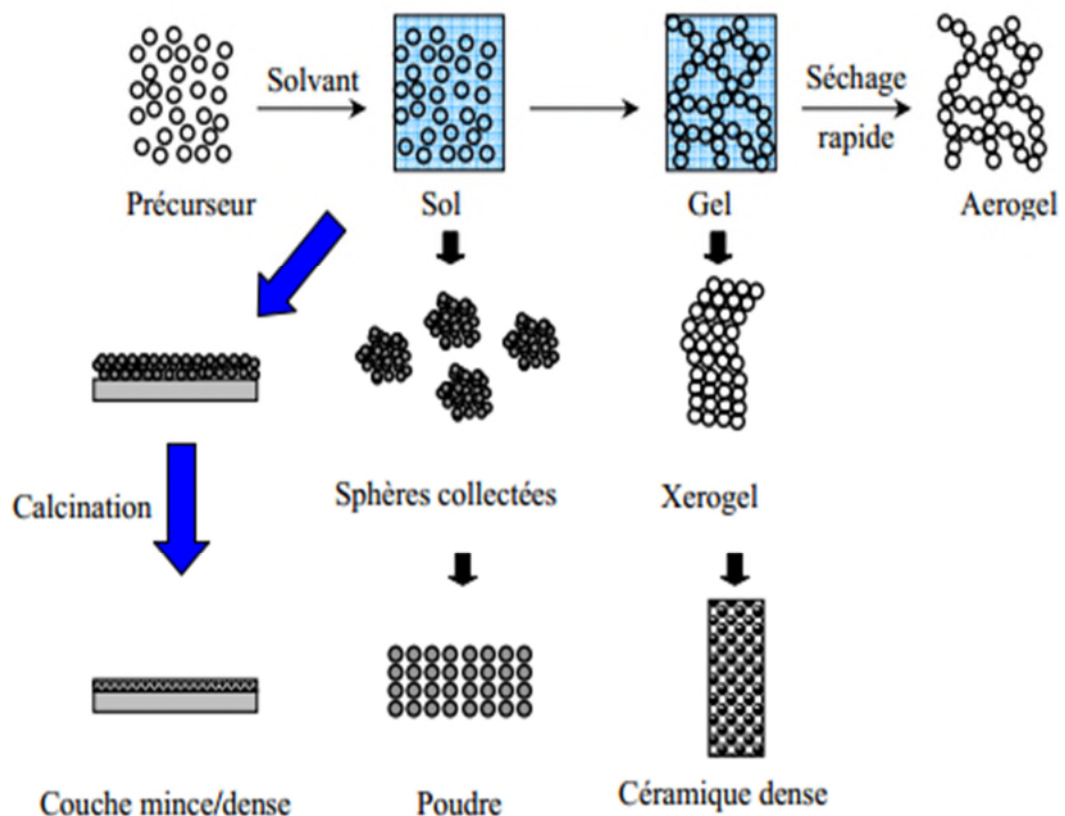 Solvant
Séchage
rapide
Précurseur
Sol
Gel
Aerogel
Sphères collectées
Xerogel
Calcination
Couche mince/dense
Poudre
Céramique dense